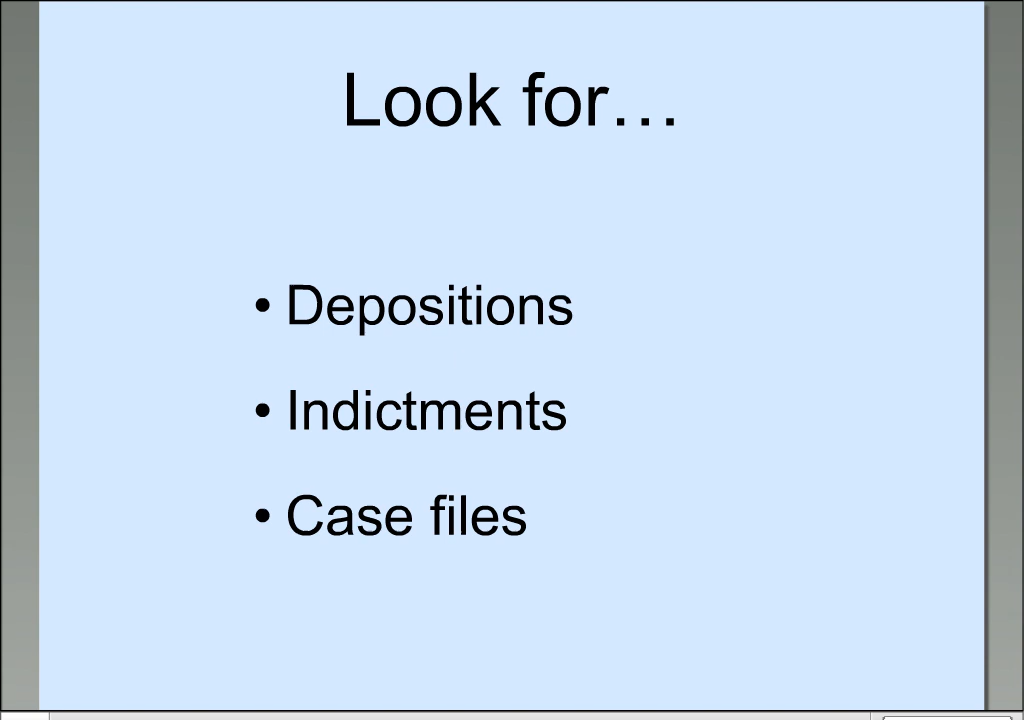 Look for…
• Depositions
• Indictments
• Case files